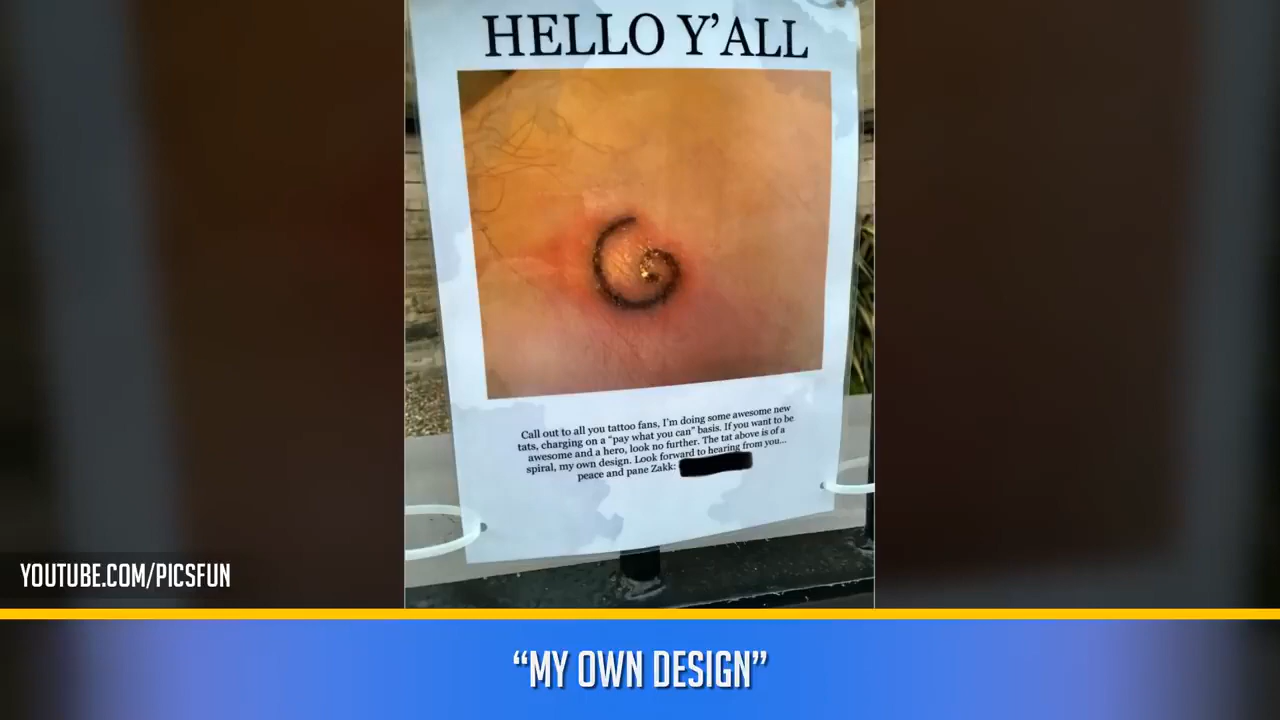 HELLO Y'ALL
Call out to all you tattoo fans, I'm doing some awesome new
tats, charging on a "pay what you can" basis. If you want to be
awesome and a hero, look no further. The tat above is of a
spiral, my own design. Look forward to hearing from you...
peace and pane Zakk:
YOUTUBE.COM/PICSFUN
“MY OWN DESIGN”